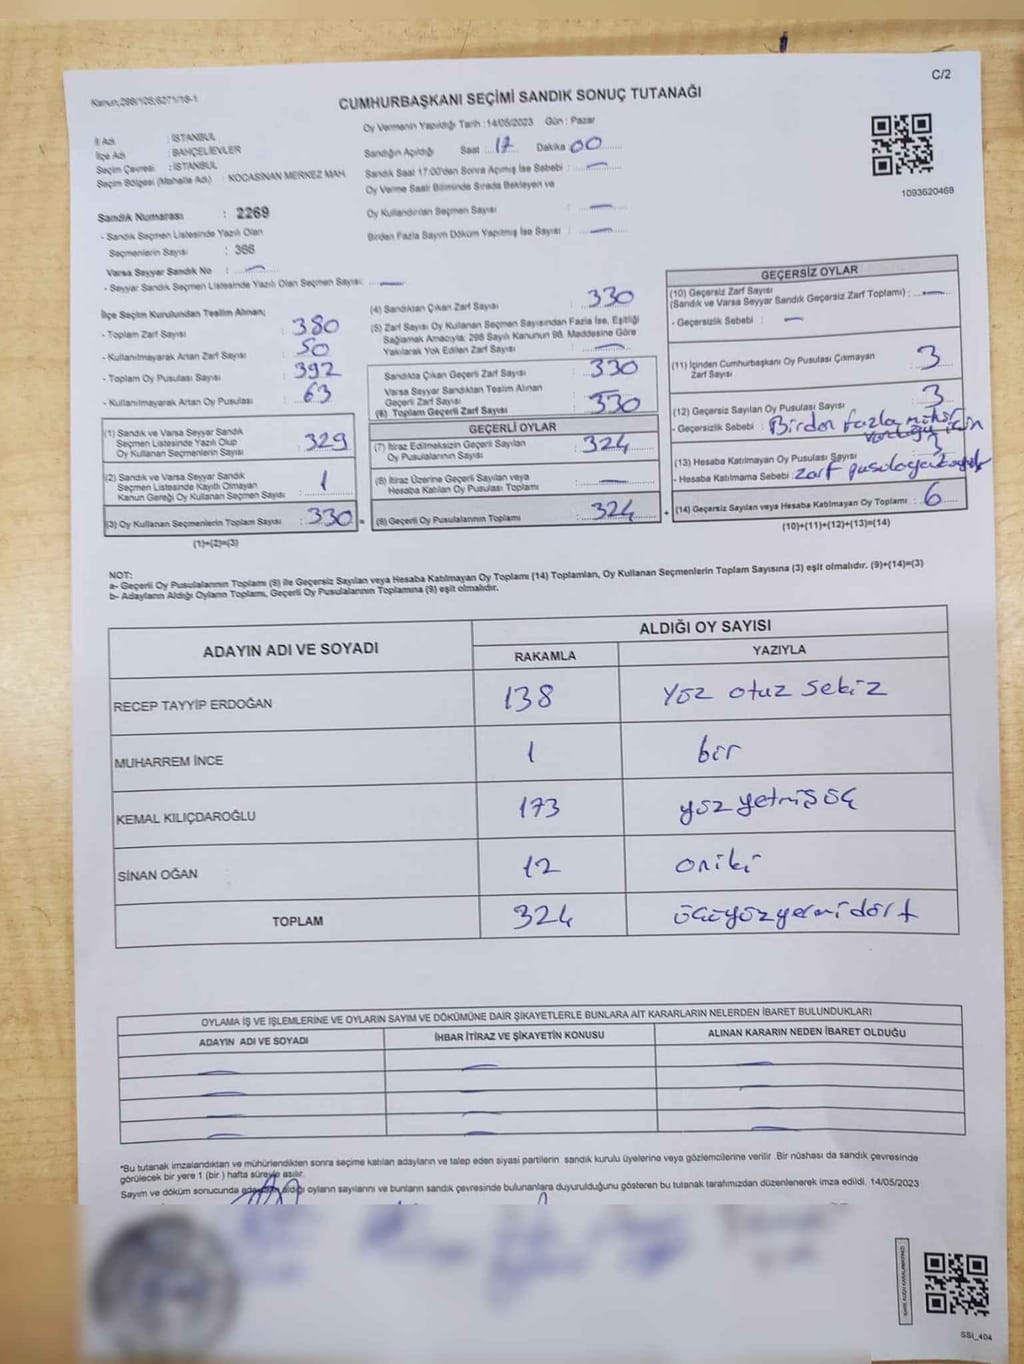 C/2
Kanun,298/105,6271/18-1
CUMHURBAŞKANI SEÇİMİ SANDIK SONUÇ TUTANAĞI
İl Adı : İSTANBUL
İlçe Adı : BAHÇELİEVLER
Seçim Çevresi : İSTANBUL
Seçim Bölgesi (Mahalle Adı) : KOCASİNAN MERKEZ MAH.
Oy Vermenin Yapıldığı Tarih : 14/05/2023 Gün : Pazar
Sandığın Açıldığı Saat 17 Dakika 00
Sandık Saat 17:00'den Sonra Açılmış İse Sebebi : —
Oy Verme Saati Bitiminde Sırada Bekleyen ve
Oy Kullandırılan Seçmen Sayısı : —
Birden Fazla Sayım Döküm Yapılmış İse Sayısı : —
1093620468
Sandık Numarası : 2269
- Sandık Seçmen Listesinde Yazılı Olan
Seçmenlerin Sayısı : 366
Varsa Seyyar Sandık No : —
- Seyyar Sandık Seçmen Listesinde Yazılı Olan Seçmen Sayısı: —
İlçe Seçim Kurulundan Teslim Alınan;
- Toplam Zarf Sayısı : 380
- Kullanılmayarak Artan Zarf Sayısı : 50
- Toplam Oy Pusulası Sayısı : 392
- Kullanılmayarak Artan Oy Pusulası : 63
(1) Sandık ve Varsa Seyyar Sandık
Seçmen Listesinde Yazılı Olup
Oy Kullanan Seçmenlerin Sayısı : 329
(2) Sandık ve Varsa Seyyar Sandık
Seçmen Listesinde Kayıtlı Olmayan
Kanun Gereği Oy Kullanan Seçmen Sayısı : 1
(3) Oy Kullanan Seçmenlerin Toplam Sayısı : 330
(1)+(2)=(3)
(4) Sandıktan Çıkan Zarf Sayısı : 330
(5) Zarf Sayısı Oy Kullanan Seçmen Sayısından Fazla İse, Eşitliği
Sağlamak Amacıyla; 298 Sayılı Kanunun 98. Maddesine Göre
Yakılarak Yok Edilen Zarf Sayısı : —
Sandıkta Çıkan Geçerli Zarf Sayısı : 330
Varsa Seyyar Sandıktan Teslim Alınan
Geçerli Zarf Sayısı : —
(6) Toplam Geçerli Zarf Sayısı : 330
GEÇERLİ OYLAR
(7) İtiraz Edilmeksizin Geçerli Sayılan
Oy Pusulalarının Sayısı : 324
(8) İtiraz Üzerine Geçerli Sayılan veya
Hesaba Katılan Oy Pusulası Toplamı : —
(9) Geçerli Oy Pusulalarının Toplamı : 324
GEÇERSİZ OYLAR
(10) Geçersiz Zarf Sayısı
(Sandık ve Varsa Seyyar Sandık Geçersiz Zarf Toplamı) : —
- Geçersizlik Sebebi : —
(11) İçinden Cumhurbaşkanı Oy Pusulası Çıkmayan
Zarf Sayısı : 3
(12) Geçersiz Sayılan Oy Pusulası Sayısı : 3
- Geçersizlik Sebebi : Birden fazla mühür
için
(13) Hesaba Katılmayan Oy Pusulası Sayısı
- Hesaba Katılmama Sebebi : zarf
(14) Geçersiz Sayılan veya Hesaba Katılmayan Oy Toplamı : 6
(10)+(11)+(12)+(13)=(14)
NOT:
a- Geçerli Oy Pusulalarının Toplamı (9) ile Geçersiz Sayılan veya Hesaba Katılmayan Oy Toplamı (14) Toplamları, Oy Kullanan Seçmenlerin Toplam Sayısına (3) eşit olmalıdır. (9)+(14)=(3)
b- Adayların Aldığı Oyların Toplamı, Geçerli Oy Pusulalarının Toplamına (9) eşit olmalıdır.
ADAYIN ADI VE SOYADI
ALDIĞI OY SAYISI
RAKAMLA YAZIYLA
RECEP TAYYİP ERDOĞAN 138 Yüz otuz sekiz
MUHARREM İNCE 1 bir
KEMAL KILIÇDAROĞLU 173 yüz yetmiş üç
SİNAN OĞAN 12 oniki
TOPLAM 324 üçyüzyirmidört
OYLAMA İŞ VE İŞLEMLERİNE VE OYLARIN SAYIM VE DÖKÜMÜNE DAİR ŞİKAYETLERLE BUNLARA AİT KARARLARIN NELERDEN İBARET BULUNDUKLARI
ADAYIN ADI VE SOYADI İHBAR İTİRAZ VE ŞİKAYETİN KONUSU ALINAN KARARIN NEDEN İBARET OLDUĞU
*Bu tutanak imzalandıktan ve mühürlendikten sonra seçime katılan adayların ve talep eden siyasi partilerin sandık kurulu üyelerine veya gözlemcilerine verilir .Bir nüshası da sandık çevresinde
görülecek bir yere 1 (bir ) hafta süreyle asılır.
Sayım ve döküm sonucunda adayların aldığı oyların sayılarını ve bunların sandık çevresinde bulunanlara duyurulduğunu gösteren bu tutanak tarafımızdan düzenlenerek imza edildi. 14/05/2023
SSİ_404